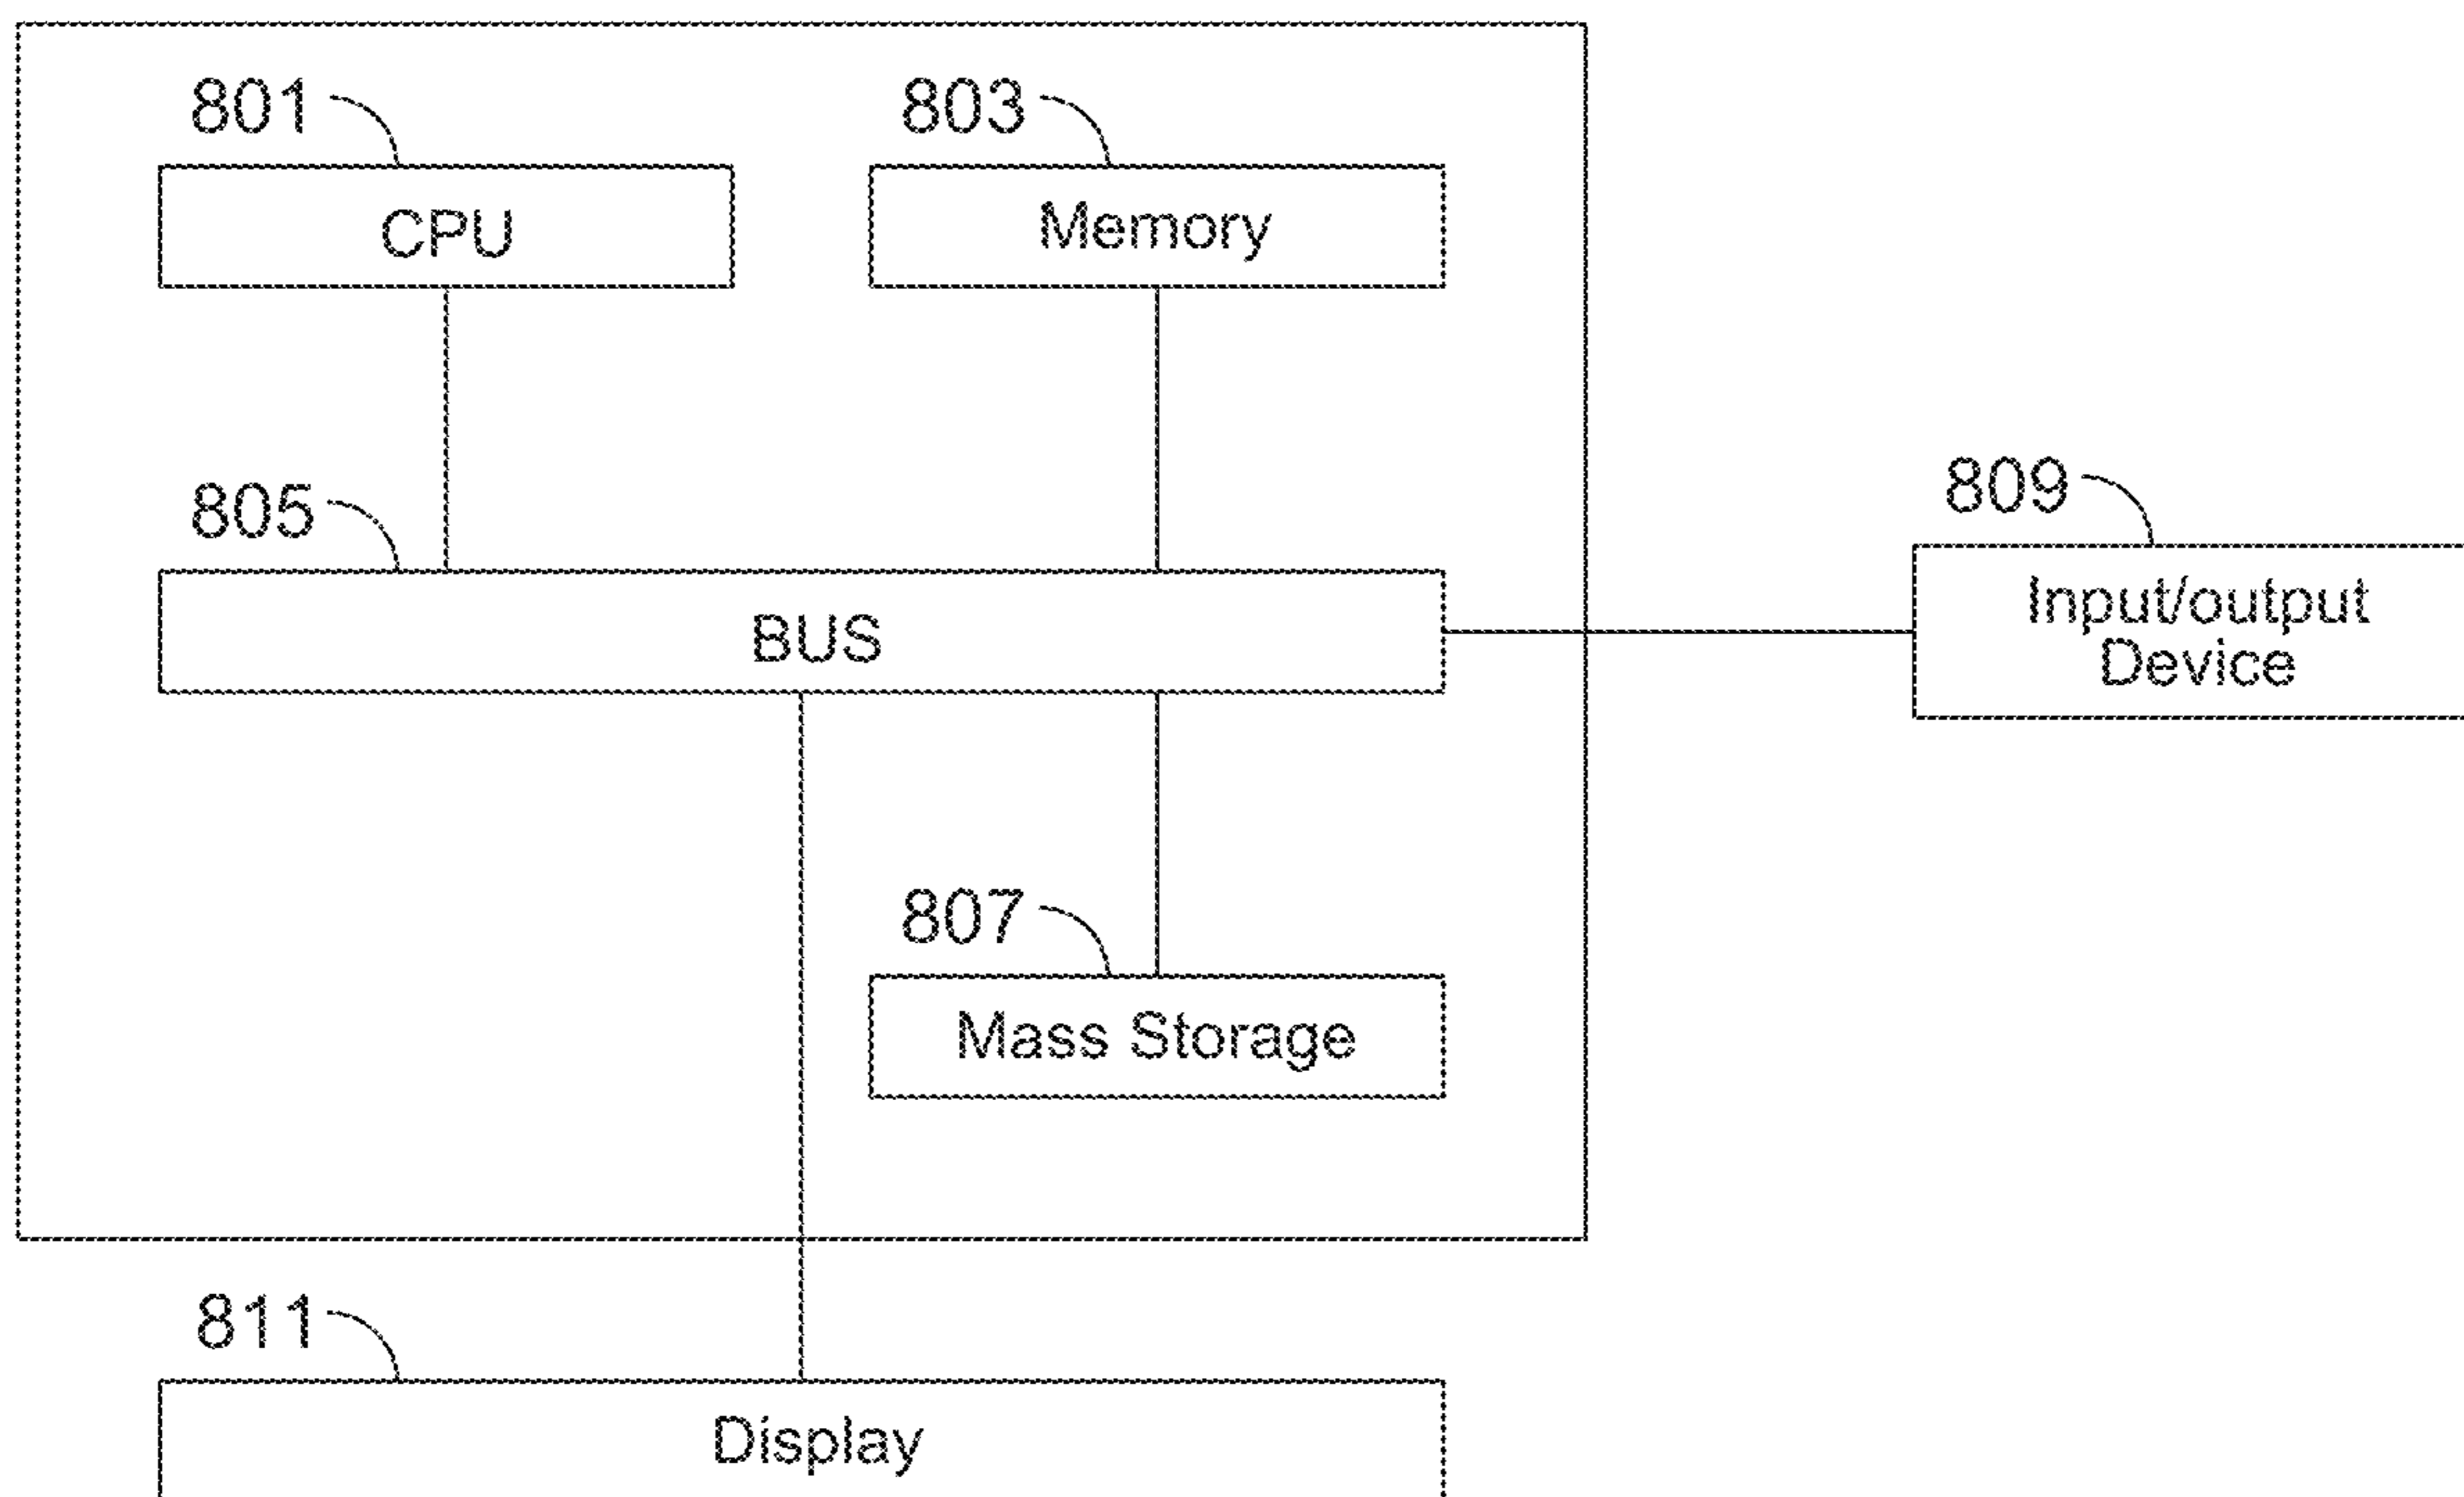 801
803
CPU
Memory
805
809
BUS
Input/output
Device
807
Mass Storage
811
Display